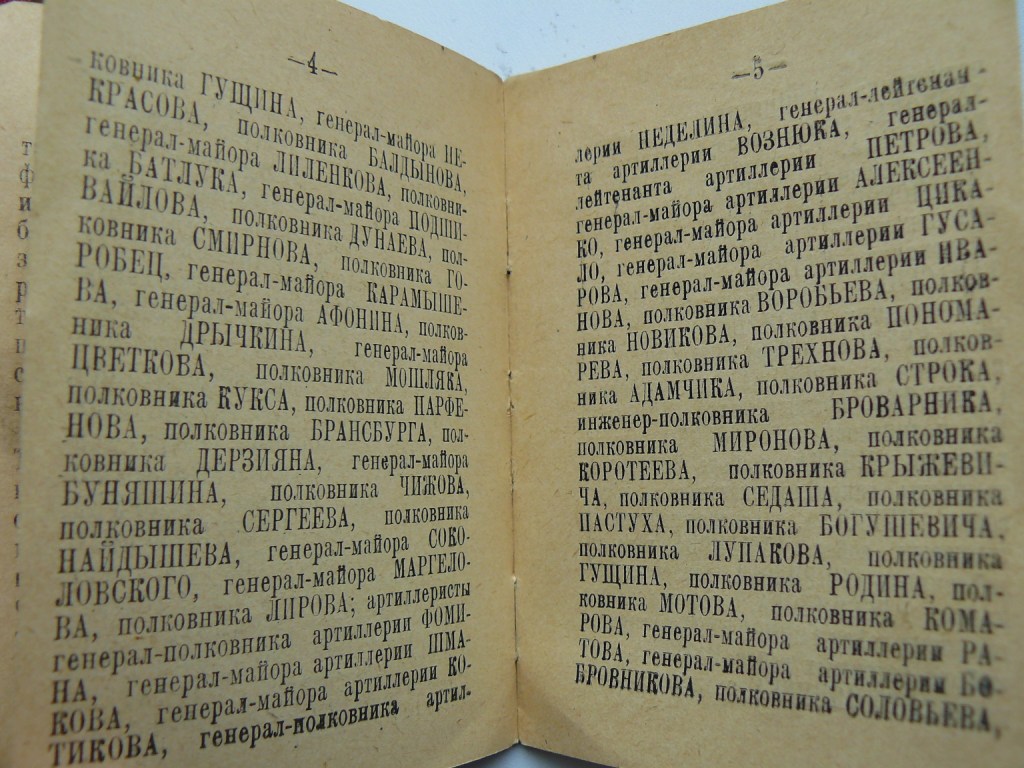 —4—
ковника ГУЩИНА, генерал-майора НЕ-
КРАСОВА, полковника БАЛДЫНОВА,
генерал-майора ЛИЛЕНКОВА, полковни-
ка БАТЛУКА, генерал-майора ПОДШИ-
ВАЙЛОВА, полковника ДУНАЕВА, пол-
ковника СМИРНОВА, полковника ГО-
РОБЕЦ, генерал-майора КАРАМЫШЕ-
ВА, генерал-майора АФОНИНА, полков-
ника ДРЫЧКИНА, генерал-майора
ЦВЕТКОВА, полковника МОШЛЯКА,
полковника КУКСА, полковника ПАРФЕ-
НОВА, полковника БРАНСБУРГА, пол-
ковника ДЕРЗИЯНА, генерал-майора
БУНЯШИНА, полковника ЧИЖОВА,
полковника СЕРГЕЕВА, полковника
НАЙДЫШЕВА, генерал-майора СОКО-
ЛОВСКОГО, генерал-майора МАРГЕЛО-
ВА, полковника ЛИРОВА; артиллеристы
генерал-полковника артиллерии ФОМИ-
НА, генерал-майора артиллерии ШМА-
КОВА, генерал-майора артиллерии КО-
ТИКОВА, генерал-полковника артил-
—5—
лерии НЕДЕЛИНА, генерал-лейтенан-
та артиллерии ВОЗНЮКА, генерал-
лейтенанта артиллерии ПЕТРОВА,
генерал-майора артиллерии АЛЕКСЕЕН-
КО, генерал-майора артиллерии ЦИКА-
ЛО, генерал-майора артиллерии ГУСА-
РОВА, генерал-майора артиллерии ИВА-
НОВА, полковника ВОРОБЬЕВА, полков-
ника НОВИКОВА, полковника ПОНОМА-
РЕВА, полковника ТРЕХНОВА, полков-
ника АДАМЧИКА, полковника СТРОКА,
инженер-полковника БРОВАРНИКА,
полковника МИРОНОВА, полковника
КОРОТЕЕВА, полковника КРЫЖЕВИ-
ЧА, полковника СЕДАША, полковника
ПАСТУХА, полковника БОГУШЕВИЧА,
полковника ЛУПАКОВА, полковника
ГУЩИНА, полковника РОДИНА, пол-
ковника МОТОВА, полковника КОМА-
РОВА, генерал-майора артиллерии РА-
ТОВА, генерал-майора артиллерии БО-
БРОВНИКОВА, полковника СОЛОВЬЕВА,